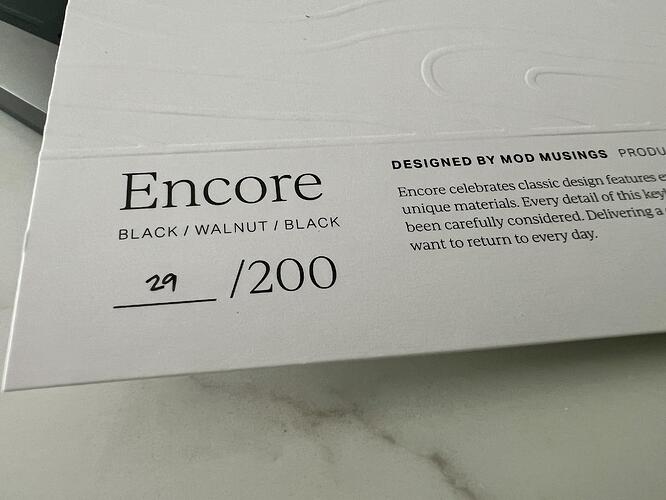 Encore
BLACK / WALNUT / BLACK
29 /200
DESIGNED BY MOD MUSINGS
Encore celebrates classic design features
unique materials. Every detail of this
been carefully considered. Delivering a
want to return to every day.